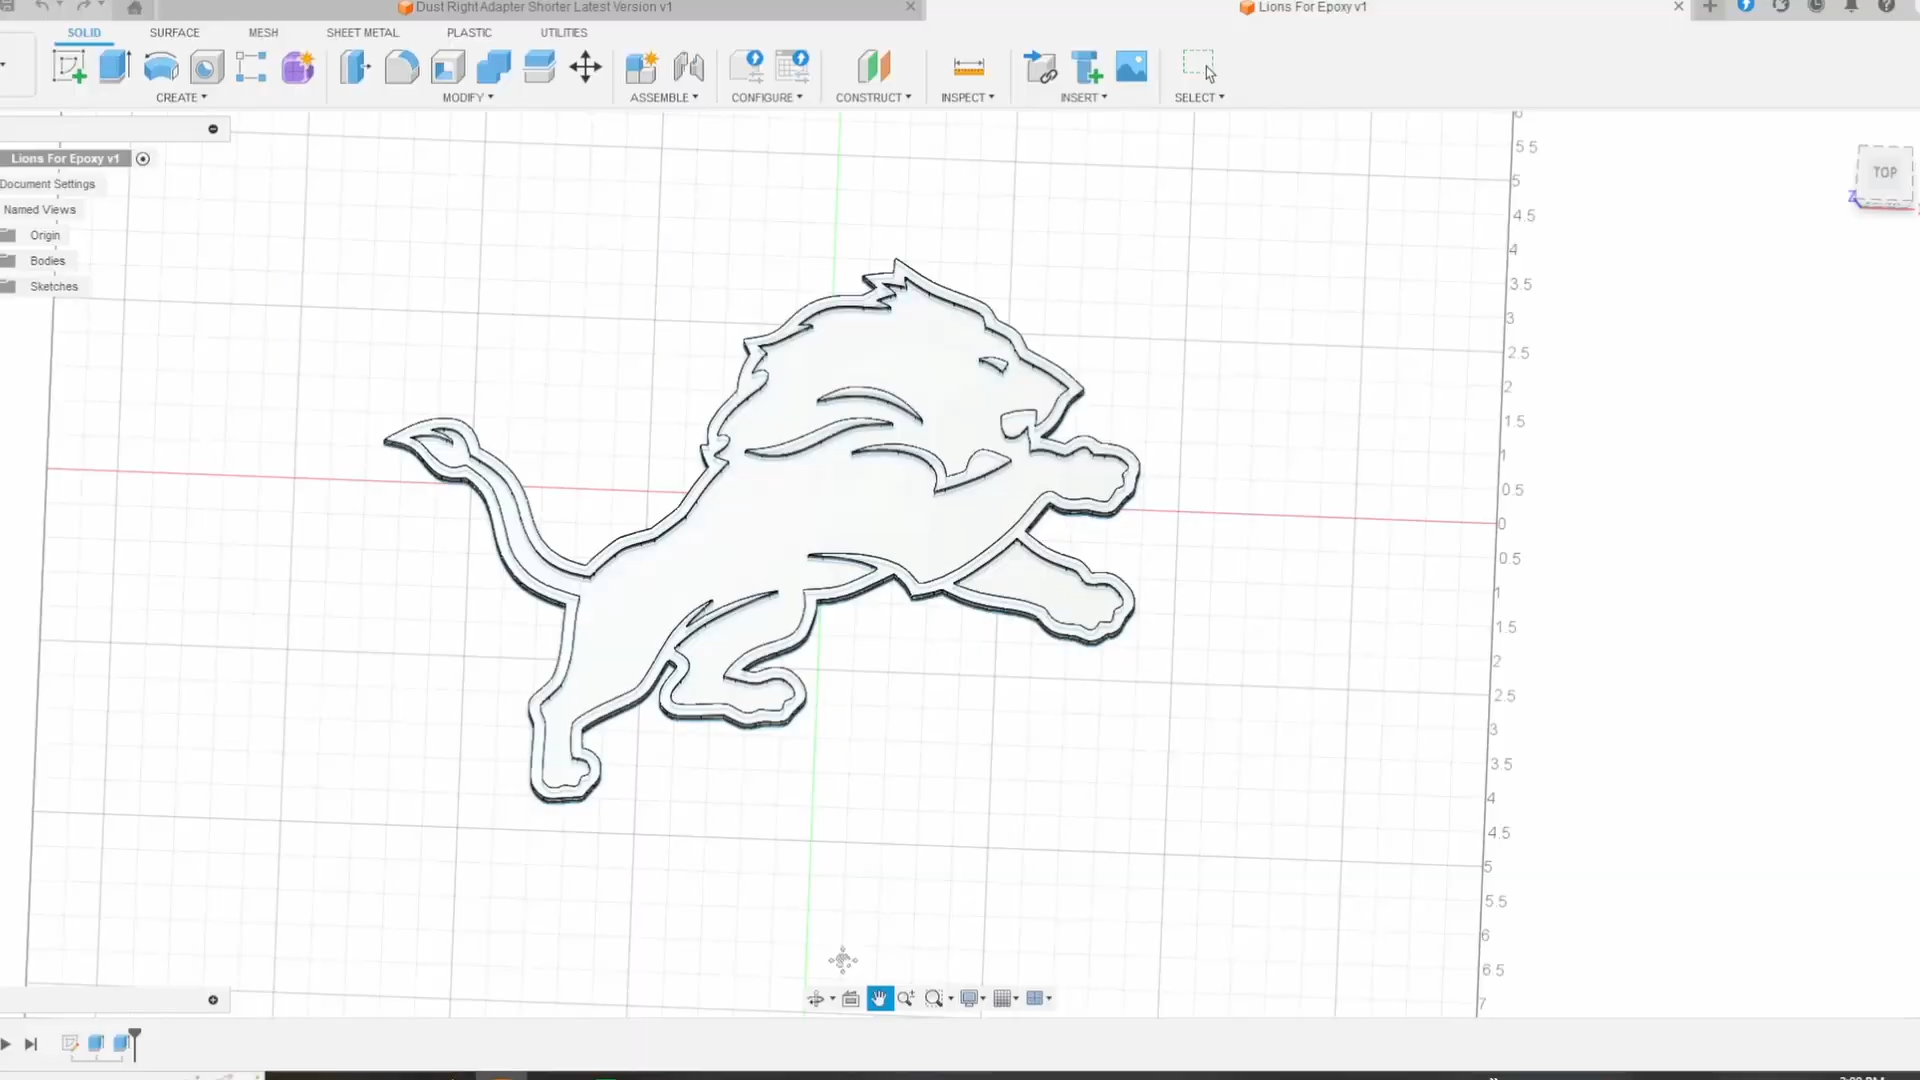 Dust Right Adapter Shorter Latest Version v1
Lions For Epoxy v1
SOLID SURFACE MESH SHEET METAL PLASTIC UTILITIES
CREATE MODIFY ASSEMBLE CONFIGURE CONSTRUCT INSPECT INSERT SELECT
Lions For Epoxy v1
Document Settings
Named Views
Origin
Bodies
Sketches
TOP
Z
6
5 5
5
4.5
4
3.5
3
2.5
2
1.5
1
0.5
0
0.5
1
1.5
2
2.5
3
3.5
4
4.5
5
5.5
6
6 5
7